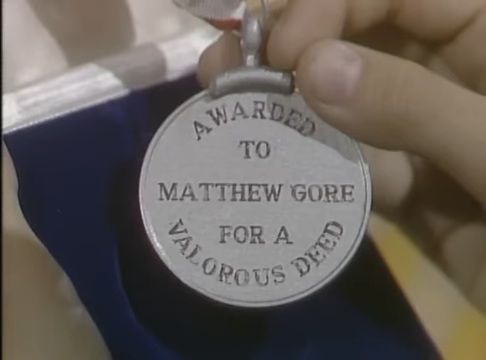 AWARDED
TO
MATTHEW GORE
FOR A
VALOROUS DEED